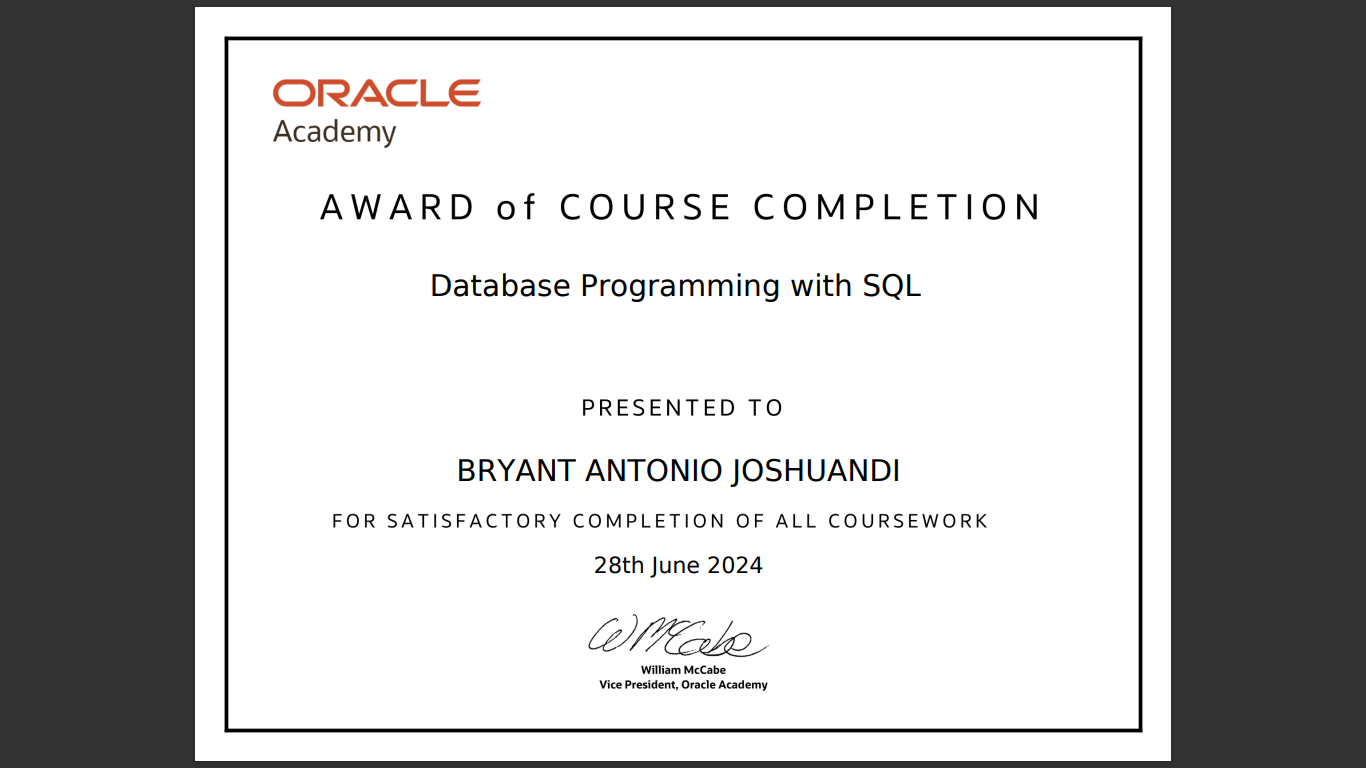 ORACLE
Academy
AWARD of COURSE COMPLETION
Database Programming with SQL
PRESENTED TO
BRYANT ANTONIO JOSHUANDI
FOR SATISFACTORY COMPLETION OF ALL COURSEWORK
28th June 2024
WMcCabe
William McCabe
Vice President, Oracle Academy